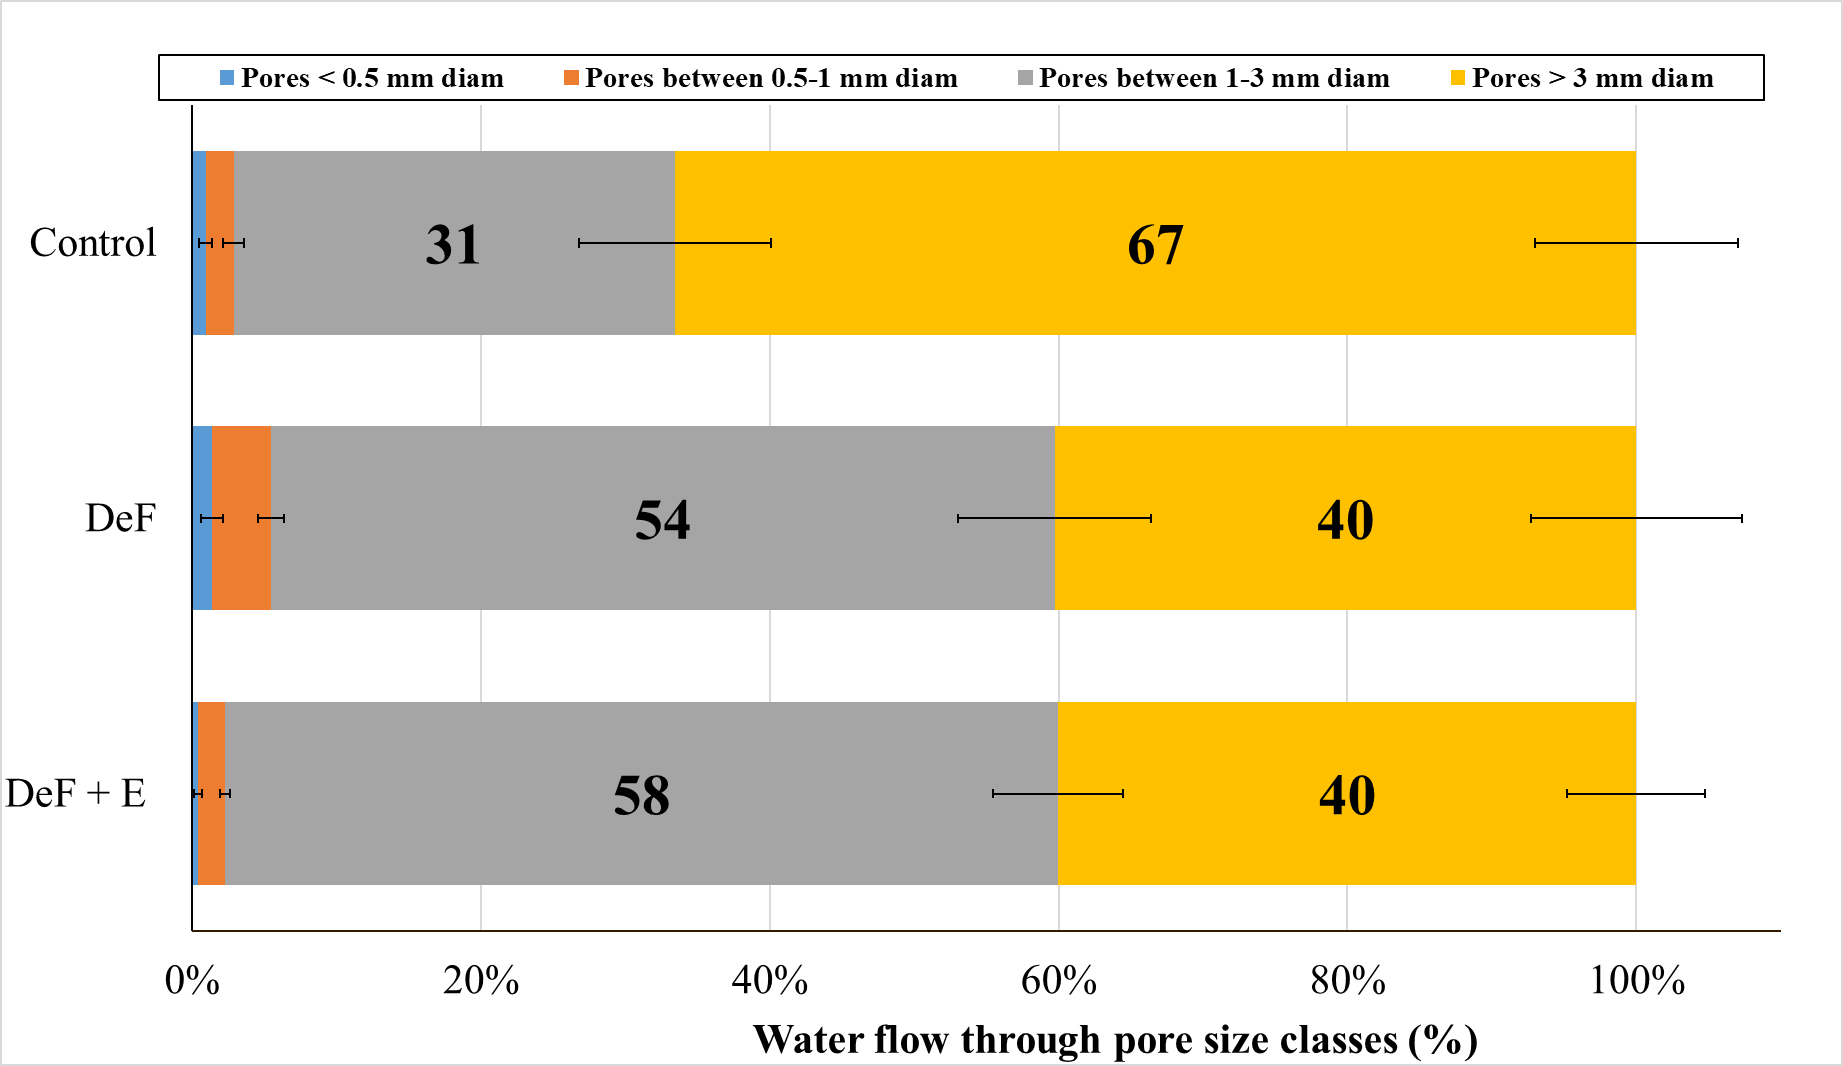 Pores < 0.5 mm diam Pores between 0.5-1 mm diam Pores between 1-3 mm diam Pores > 3 mm diam
Control 31 67
DeF 54 40
DeF + E 58 40
0% 20% 40% 60% 80% 100%
Water flow through pore size classes (%)